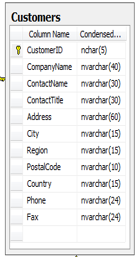 Customers
Column Name Condensed...
CustomerID nchar(5)
CompanyName nvarchar(40)
ContactName nvarchar(30)
ContactTitle nvarchar(30)
Address nvarchar(60)
City nvarchar(15)
Region nvarchar(15)
PostalCode nvarchar(10)
Country nvarchar(15)
Phone nvarchar(24)
Fax nvarchar(24)